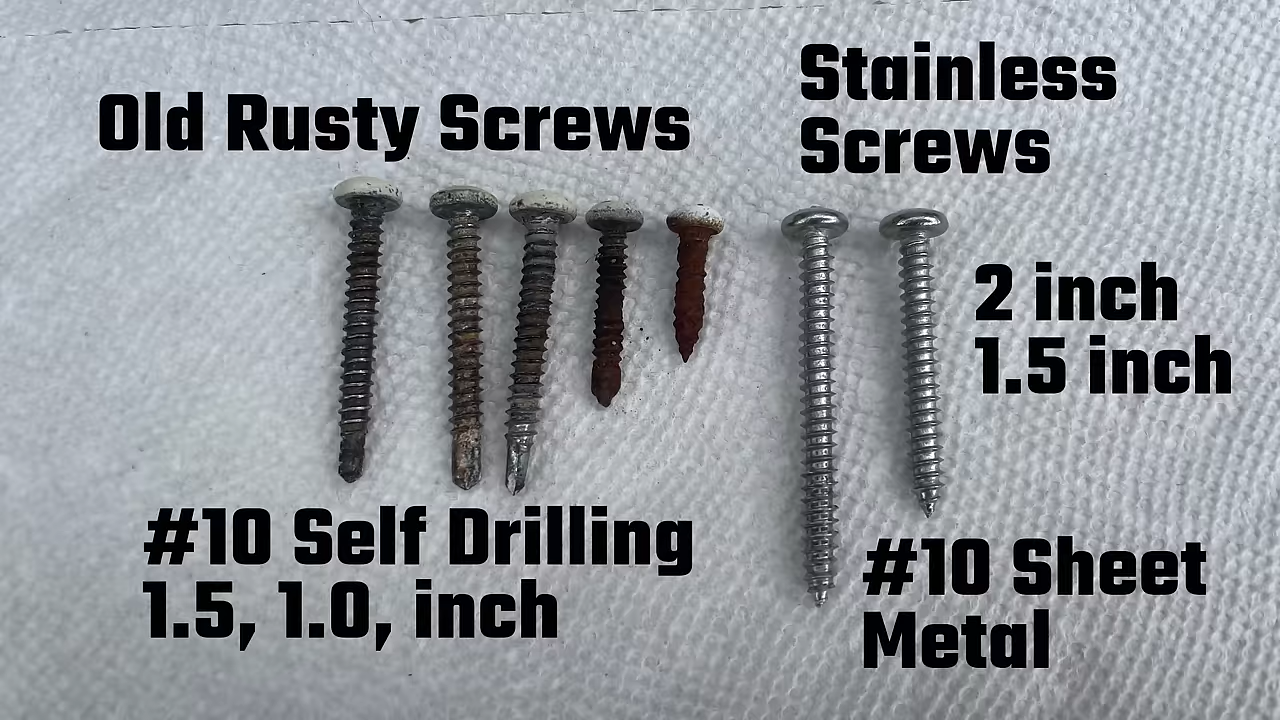 Old Rusty Screws
Stainless
Screws
2 inch
1.5 inch
#10 Self Drilling
1.5, 1.0, inch
#10 Sheet
Metal